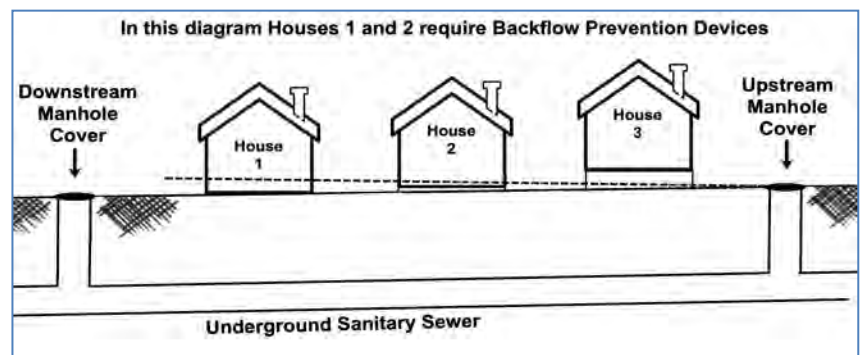 In this diagram Houses 1 and 2 require Backflow Prevention Devices
Downstream
Manhole
Cover
House
1
House
2
House
3
Upstream
Manhole
Cover
Underground Sanitary Sewer